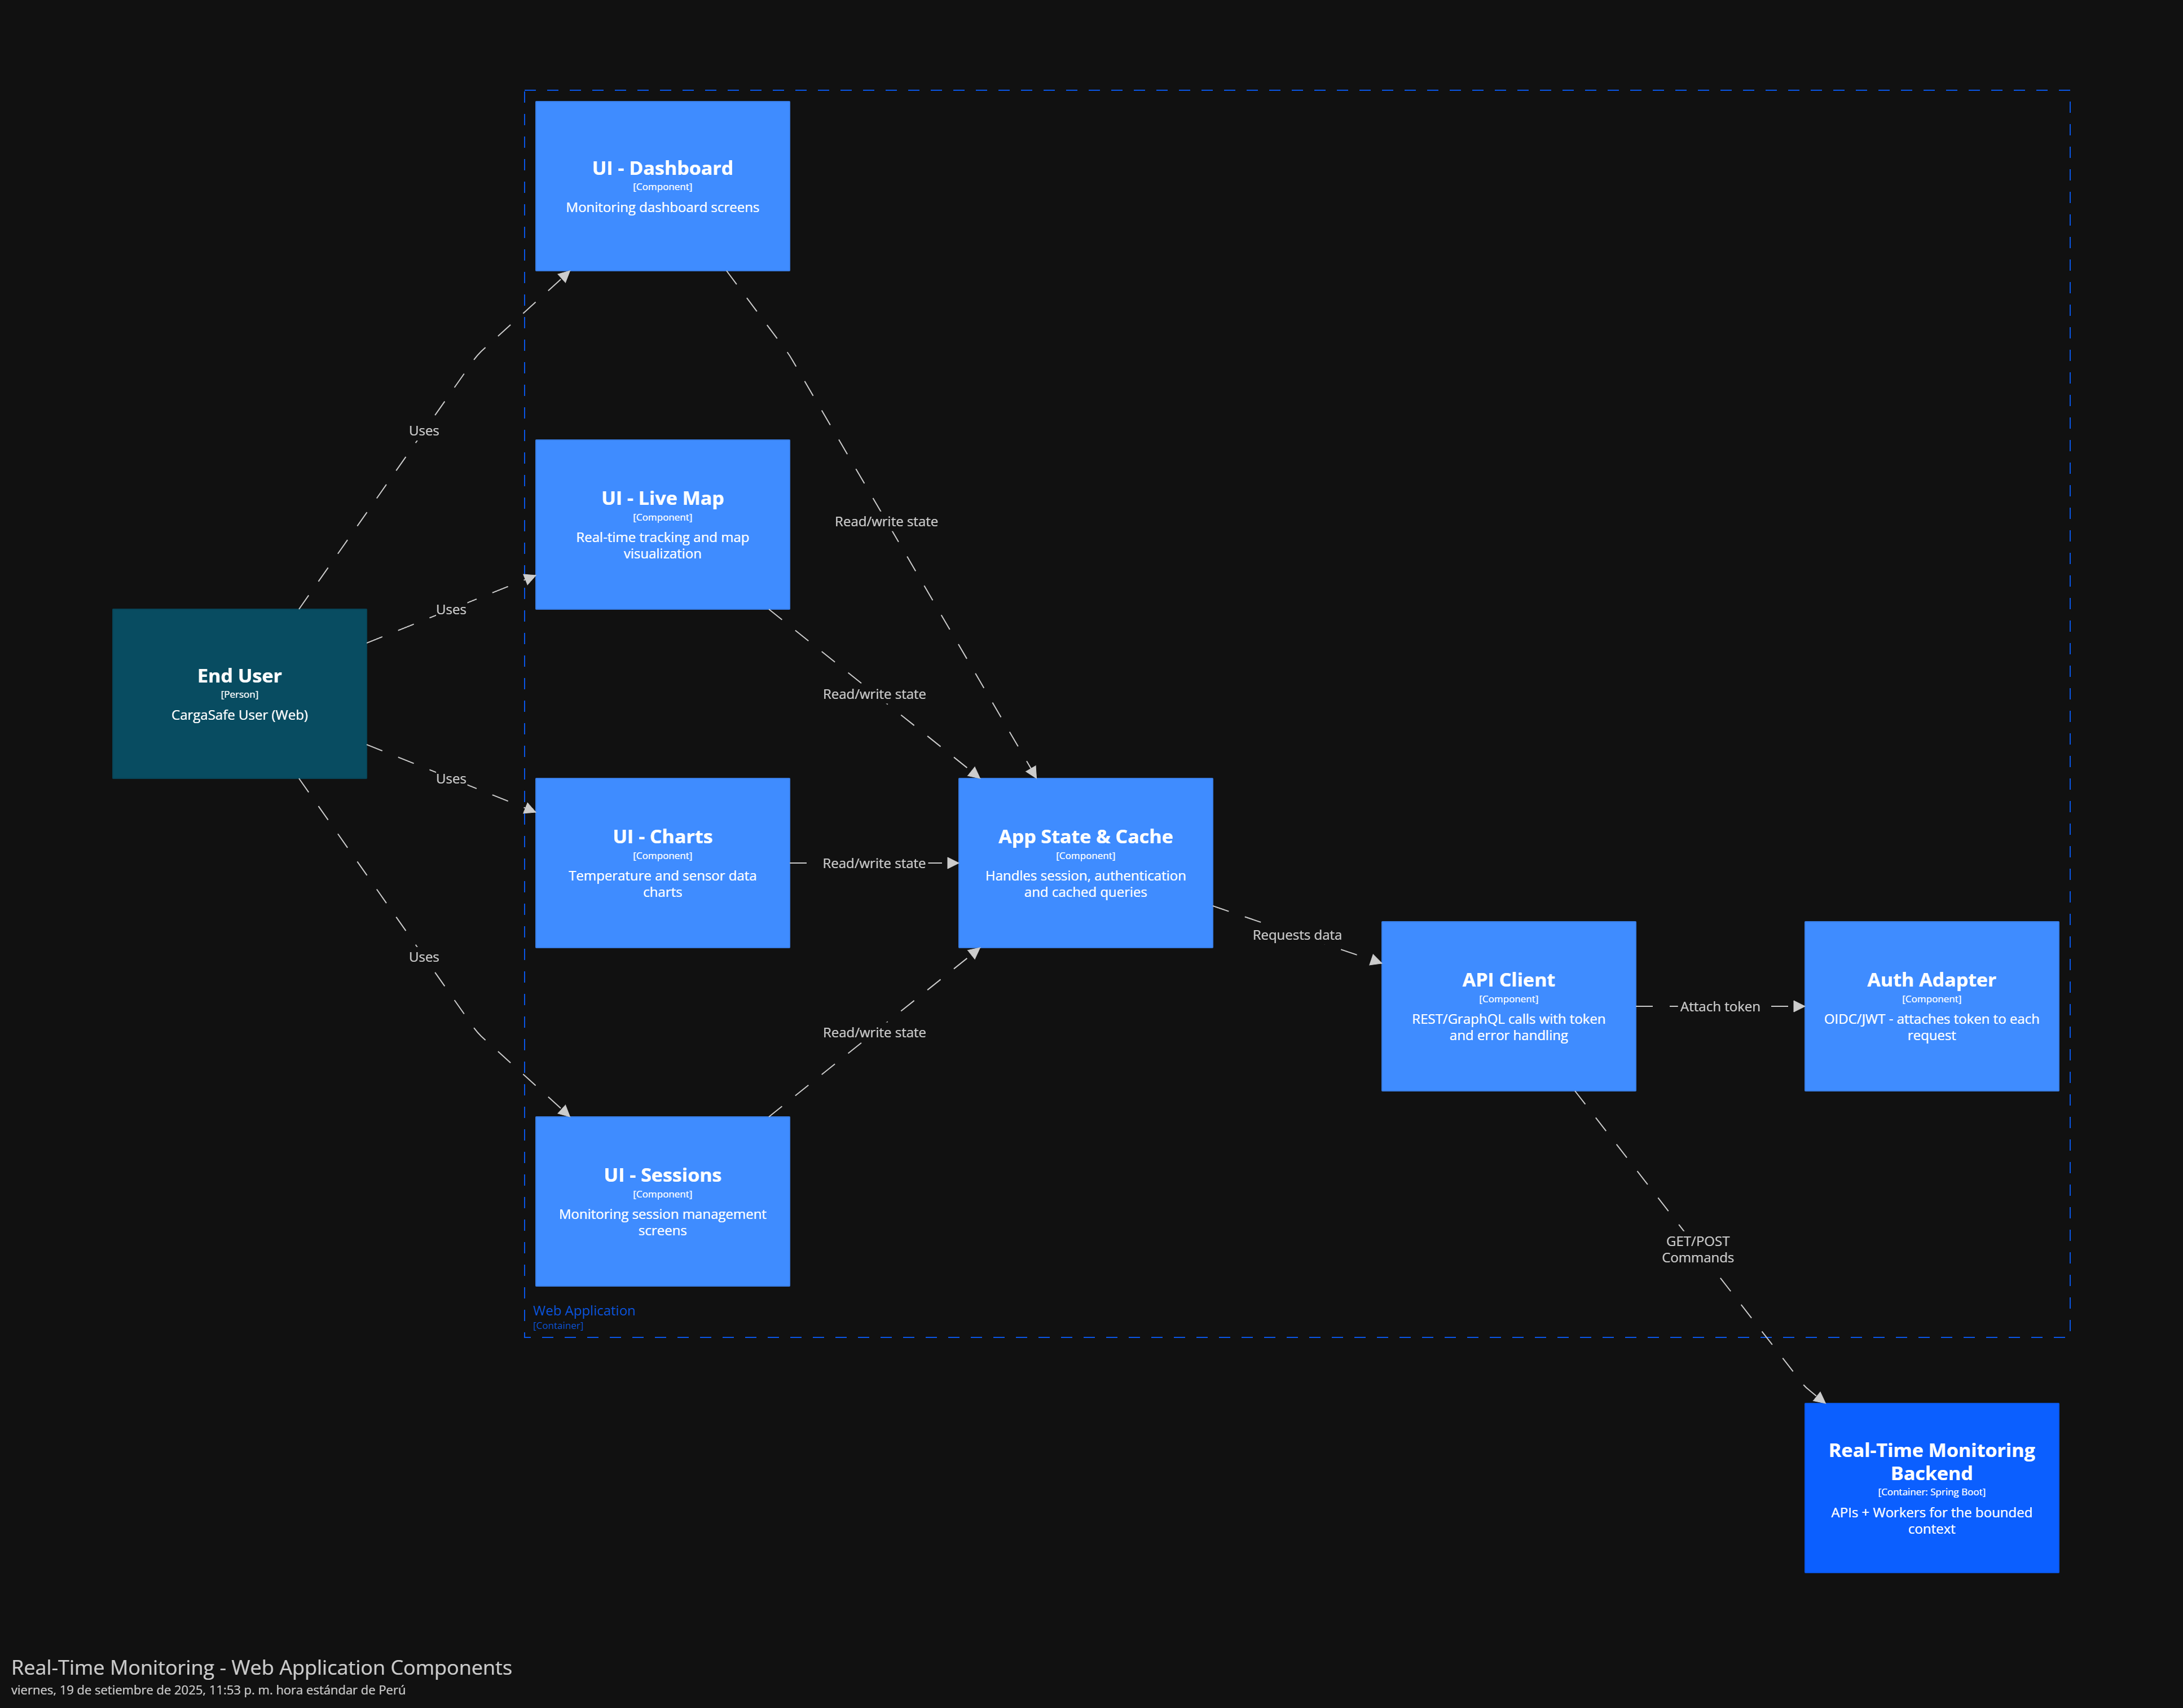 UI - Dashboard
[Component]
Monitoring dashboard screens
Uses
UI - Live Map
[Component]
Real-time tracking and map
visualization
Read/write state
Uses
End User
[Person]
CargaSafe User (Web)
Read/write state
Uses
UI - Charts
[Component]
Temperature and sensor data
charts
Read/write state
App State & Cache
[Component]
Handles session, authentication
and cached queries
Uses
Requests data
API Client
[Component]
REST/GraphQL calls with token
and error handling
Attach token
Auth Adapter
[Component]
OIDC/JWT - attaches token to each
request
Read/write state
UI - Sessions
[Component]
Monitoring session management
screens
GET/POST
Commands
Web Application
[Container]
Real-Time Monitoring
Backend
[Container: Spring Boot]
APIs + Workers for the bounded
context
Real-Time Monitoring - Web Application Components
viernes, 19 de setiembre de 2025, 11:53 p. m. hora estándar de Perú